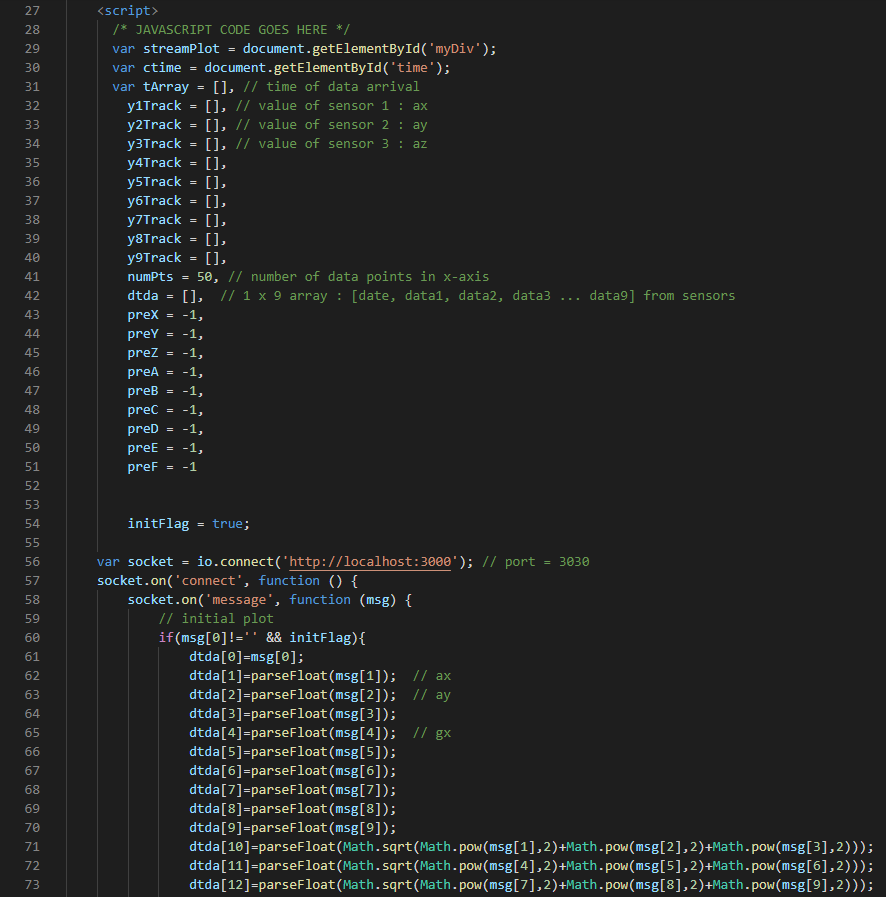 27 <script>
28 /* JAVASCRIPT CODE GOES HERE */
29 var streamPlot = document.getElementById('myDiv');
30 var ctime = document.getElementById('time');
31 var tArray = [], // time of data arrival
32 y1Track = [], // value of sensor 1 : ax
33 y2Track = [], // value of sensor 2 : ay
34 y3Track = [], // value of sensor 3 : az
35 y4Track = [],
36 y5Track = [],
37 y6Track = [],
38 y7Track = [],
39 y8Track = [],
40 y9Track = [],
41 numPts = 50, // number of data points in x-axis
42 dtda = [],  // 1 x 9 array : [date, data1, data2, data3 ... data9] from sensors
43 preX = -1,
44 preY = -1,
45 preZ = -1,
46 preA = -1,
47 preB = -1,
48 preC = -1,
49 preD = -1,
50 preE = -1,
51 preF = -1
52
53
54 initFlag = true;
55
56 var socket = io.connect('http://localhost:3000'); // port = 3030
57 socket.on('connect', function () {
58 socket.on('message', function (msg) {
59 // initial plot
60 if(msg[0]!='' && initFlag){
61 dtda[0]=msg[0];
62 dtda[1]=parseFloat(msg[1]);  // ax
63 dtda[2]=parseFloat(msg[2]);  // ay
64 dtda[3]=parseFloat(msg[3]);
65 dtda[4]=parseFloat(msg[4]);  // gx
66 dtda[5]=parseFloat(msg[5]);
67 dtda[6]=parseFloat(msg[6]);
68 dtda[7]=parseFloat(msg[7]);
69 dtda[8]=parseFloat(msg[8]);
70 dtda[9]=parseFloat(msg[9]);
71 dtda[10]=parseFloat(Math.sqrt(Math.pow(msg[1],2)+Math.pow(msg[2],2)+Math.pow(msg[3],2)));
72 dtda[11]=parseFloat(Math.sqrt(Math.pow(msg[4],2)+Math.pow(msg[5],2)+Math.pow(msg[6],2)));
73 dtda[12]=parseFloat(Math.sqrt(Math.pow(msg[7],2)+Math.pow(msg[8],2)+Math.pow(msg[9],2)));